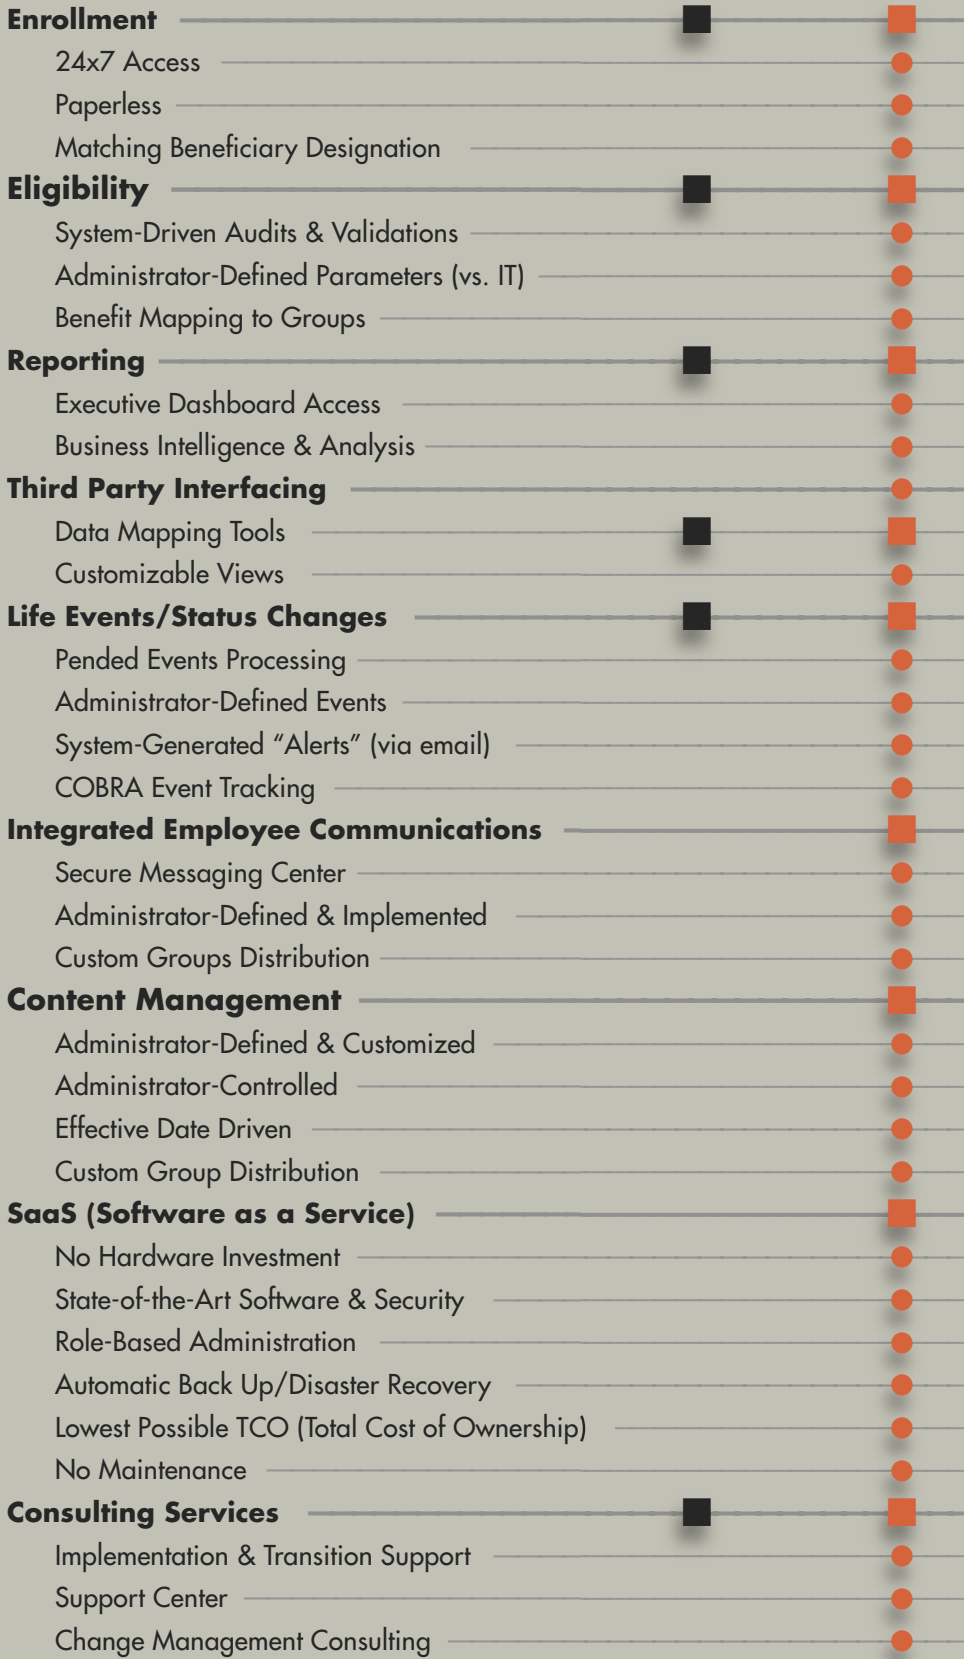 Enrollment
24x7 Access
Paperless
Matching Beneficiary Designation
Eligibility
System-Driven Audits & Validations
Administrator-Defined Parameters (vs. IT)
Benefit Mapping to Groups
Reporting
Executive Dashboard Access
Business Intelligence & Analysis
Third Party Interfacing
Data Mapping Tools
Customizable Views
Life Events/Status Changes
Pended Events Processing
Administrator-Defined Events
System-Generated “Alerts” (via email)
COBRA Event Tracking
Integrated Employee Communications
Secure Messaging Center
Administrator-Defined & Implemented
Custom Groups Distribution
Content Management
Administrator-Defined & Customized
Administrator-Controlled
Effective Date Driven
Custom Group Distribution
SaaS (Software as a Service)
No Hardware Investment
State-of-the-Art Software & Security
Role-Based Administration
Automatic Back Up/Disaster Recovery
Lowest Possible TCO (Total Cost of Ownership)
No Maintenance
Consulting Services
Implementation & Transition Support
Support Center
Change Management Consulting